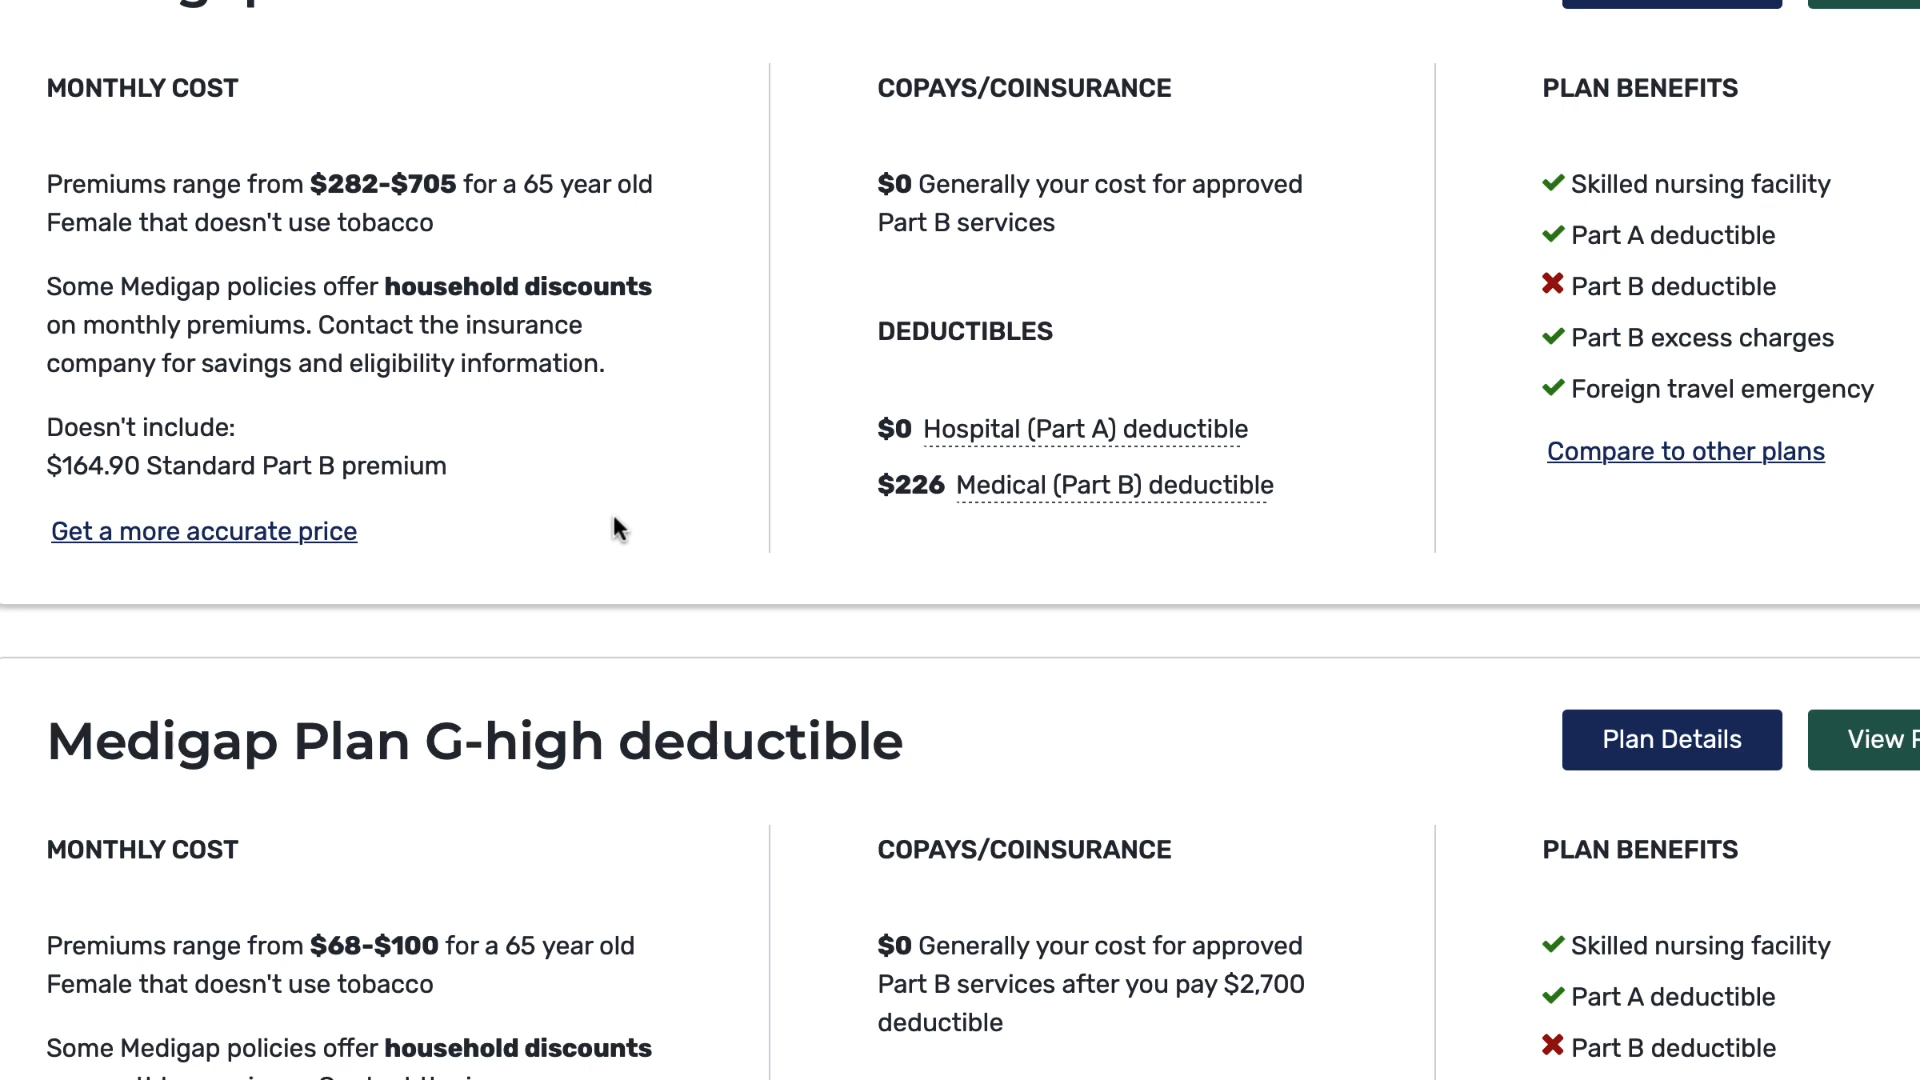 MONTHLY COST
Premiums range from $282-$705 for a 65 year old
Female that doesn't use tobacco
Some Medigap policies offer household discounts
on monthly premiums. Contact the insurance
company for savings and eligibility information.
Doesn't include:
$164.90 Standard Part B premium
Get a more accurate price
COPAYS/COINSURANCE
$0 Generally your cost for approved
Part B services
DEDUCTIBLES
$0 Hospital (Part A) deductible
$226 Medical (Part B) deductible
PLAN BENEFITS
Skilled nursing facility
Part A deductible
Part B deductible
Part B excess charges
Foreign travel emergency
Compare to other plans
Medigap Plan G-high deductible
Plan Details
View
MONTHLY COST
Premiums range from $68-$100 for a 65 year old
Female that doesn't use tobacco
Some Medigap policies offer household discounts
COPAYS/COINSURANCE
$0 Generally your cost for approved
Part B services after you pay $2,700
deductible
PLAN BENEFITS
Skilled nursing facility
Part A deductible
Part B deductible